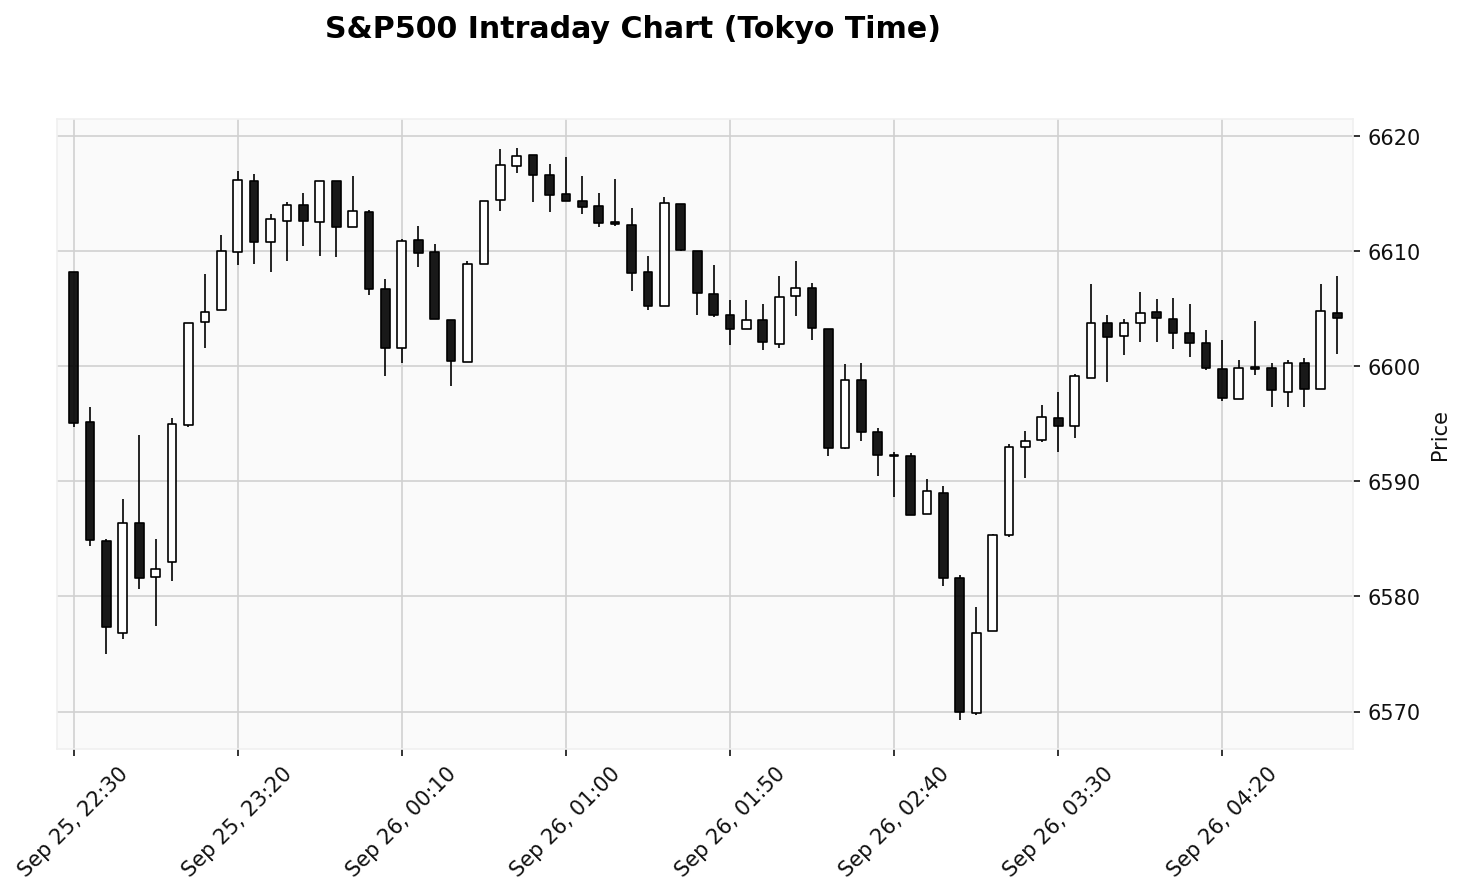 S&P500 Intraday Chart (Tokyo Time)
6620
6610
6600
6590
6580
6570
Price
Sep 25, 22:30
Sep 25, 23:20
Sep 26, 00:10
Sep 26, 01:00
Sep 26, 01:50
Sep 26, 02:40
Sep 26, 03:30
Sep 26, 04:20